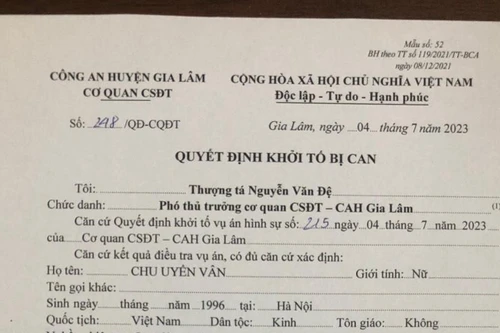 Mẫu số: 52
BH theo TT số 119/2021/TT-BCA
ngày 08/12/2021
CÔNG AN HUYỆN GIA LÂM
CỘNG HÒA XÃ HỘI CHỦ NGHĨA VIỆT NAM
CƠ QUAN CSĐT
Độc lập - Tự do - Hạnh phúc
Số: 298 /QĐ-CQĐT
Gia Lâm, ngày ....04.... tháng 7 năm 2023
QUYẾT ĐỊNH KHỞI TỐ BỊ CAN
Tôi: Thượng tá Nguyễn Văn Đệ
Chức danh: Phó thủ trưởng cơ quan CSĐT – CAH Gia Lâm (1)
Căn cứ Quyết định khởi tố vụ án hình sự số: 215 ngày 04 tháng 7 năm 2023
của Cơ quan CSĐT – CAH Gia Lâm
Căn cứ kết quả điều tra vụ án, có đủ căn cứ xác định:
Họ tên: CHU UYÊN VÂN Giới tính: Nữ
Tên gọi khác:
Sinh ngày tháng năm 1996 tại: Hà Nội
Quốc tịch: Việt Nam Dân tộc: Kinh Tôn giáo: Không